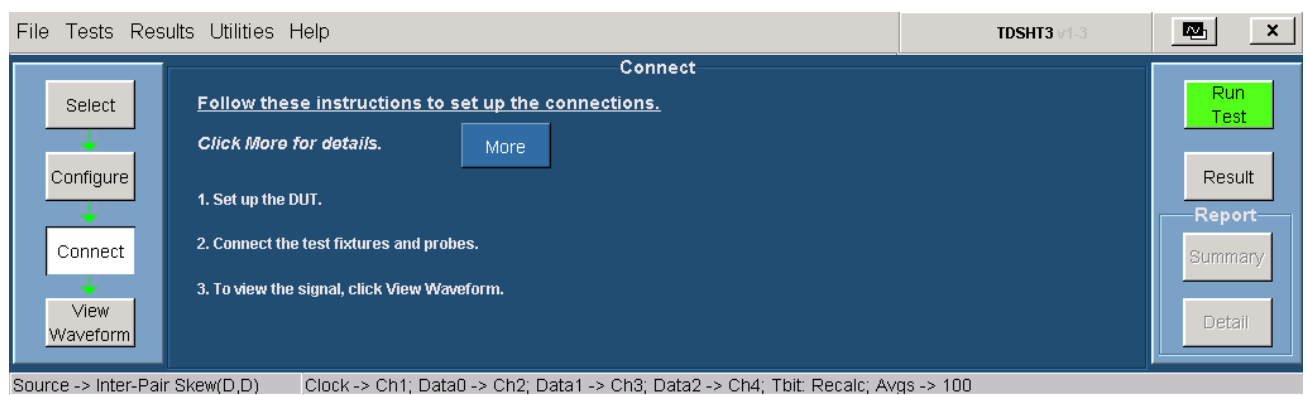 File Tests Results Utilities Help TDSHT3 v1-3 x
Connect
Select
Configure
Connect
View
Waveform
Follow these instructions to set up the connections.
Click More for details. More
1. Set up the DUT.
2. Connect the test fixtures and probes.
3. To view the signal, click View Waveform.
Run
Test
Result
Report
Summary
Detail
Source -> Inter-Pair Skew(D,D) Clock -> Ch1; Data0 -> Ch2; Data1 -> Ch3; Data2 -> Ch4; Tbit: Recalc; Avgs -> 100